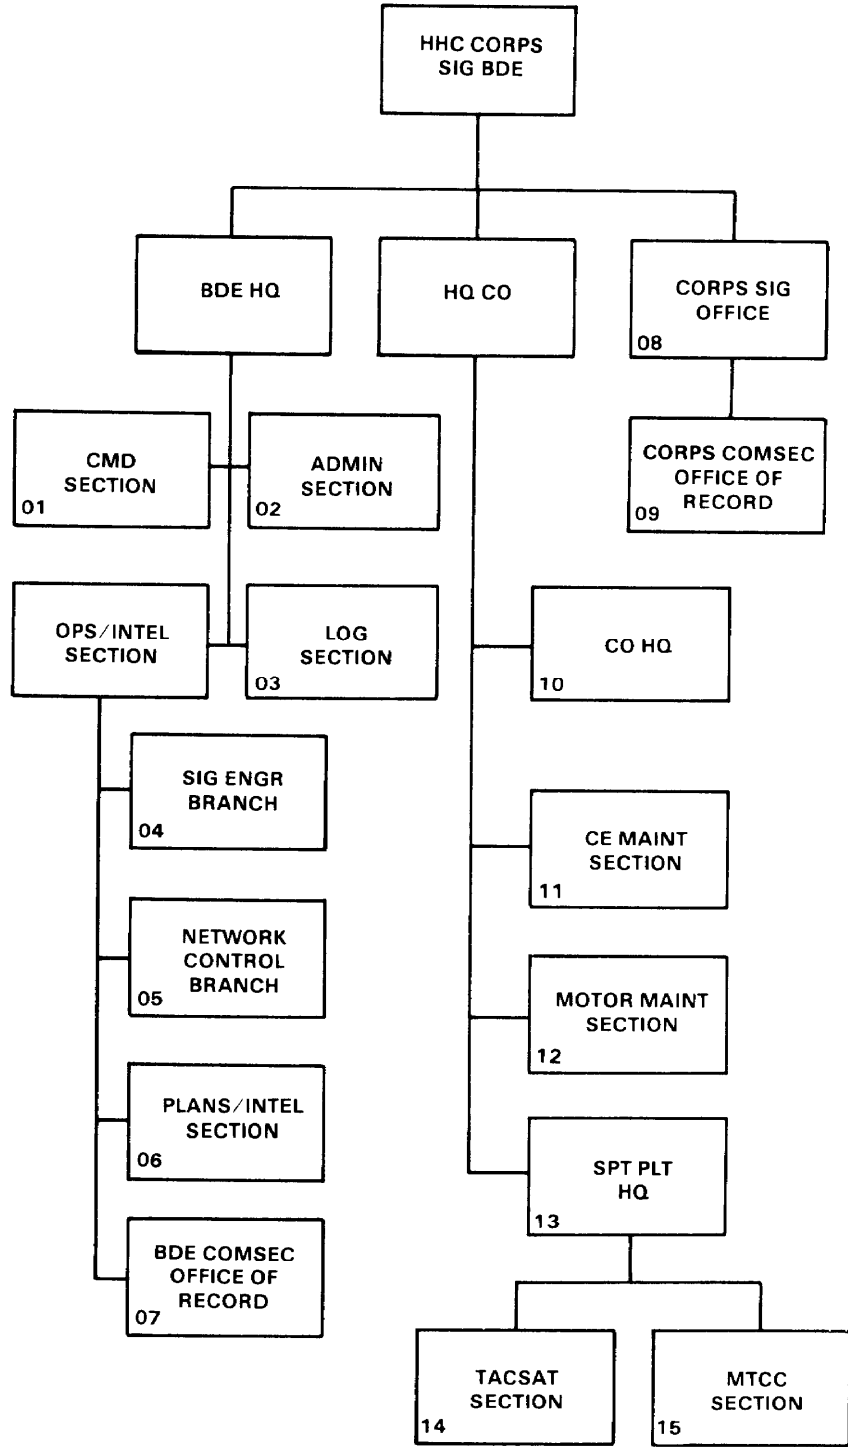 HHC CORPS
SIG BDE
BDE HQ
HQ CO
CORPS SIG
OFFICE
08
CMD
SECTION
01
ADMIN
SECTION
02
CORPS COMSEC
OFFICE OF
RECORD
09
OPS/INTEL
SECTION
LOG
SECTION
03
CO HQ
10
SIG ENGR
BRANCH
04
CE MAINT
SECTION
11
NETWORK
CONTROL
BRANCH
05
MOTOR MAINT
SECTION
12
PLANS/INTEL
SECTION
06
SPT PLT
HQ
13
BDE COMSEC
OFFICE OF
RECORD
07
TACSAT
SECTION
14
MTCC
SECTION
15